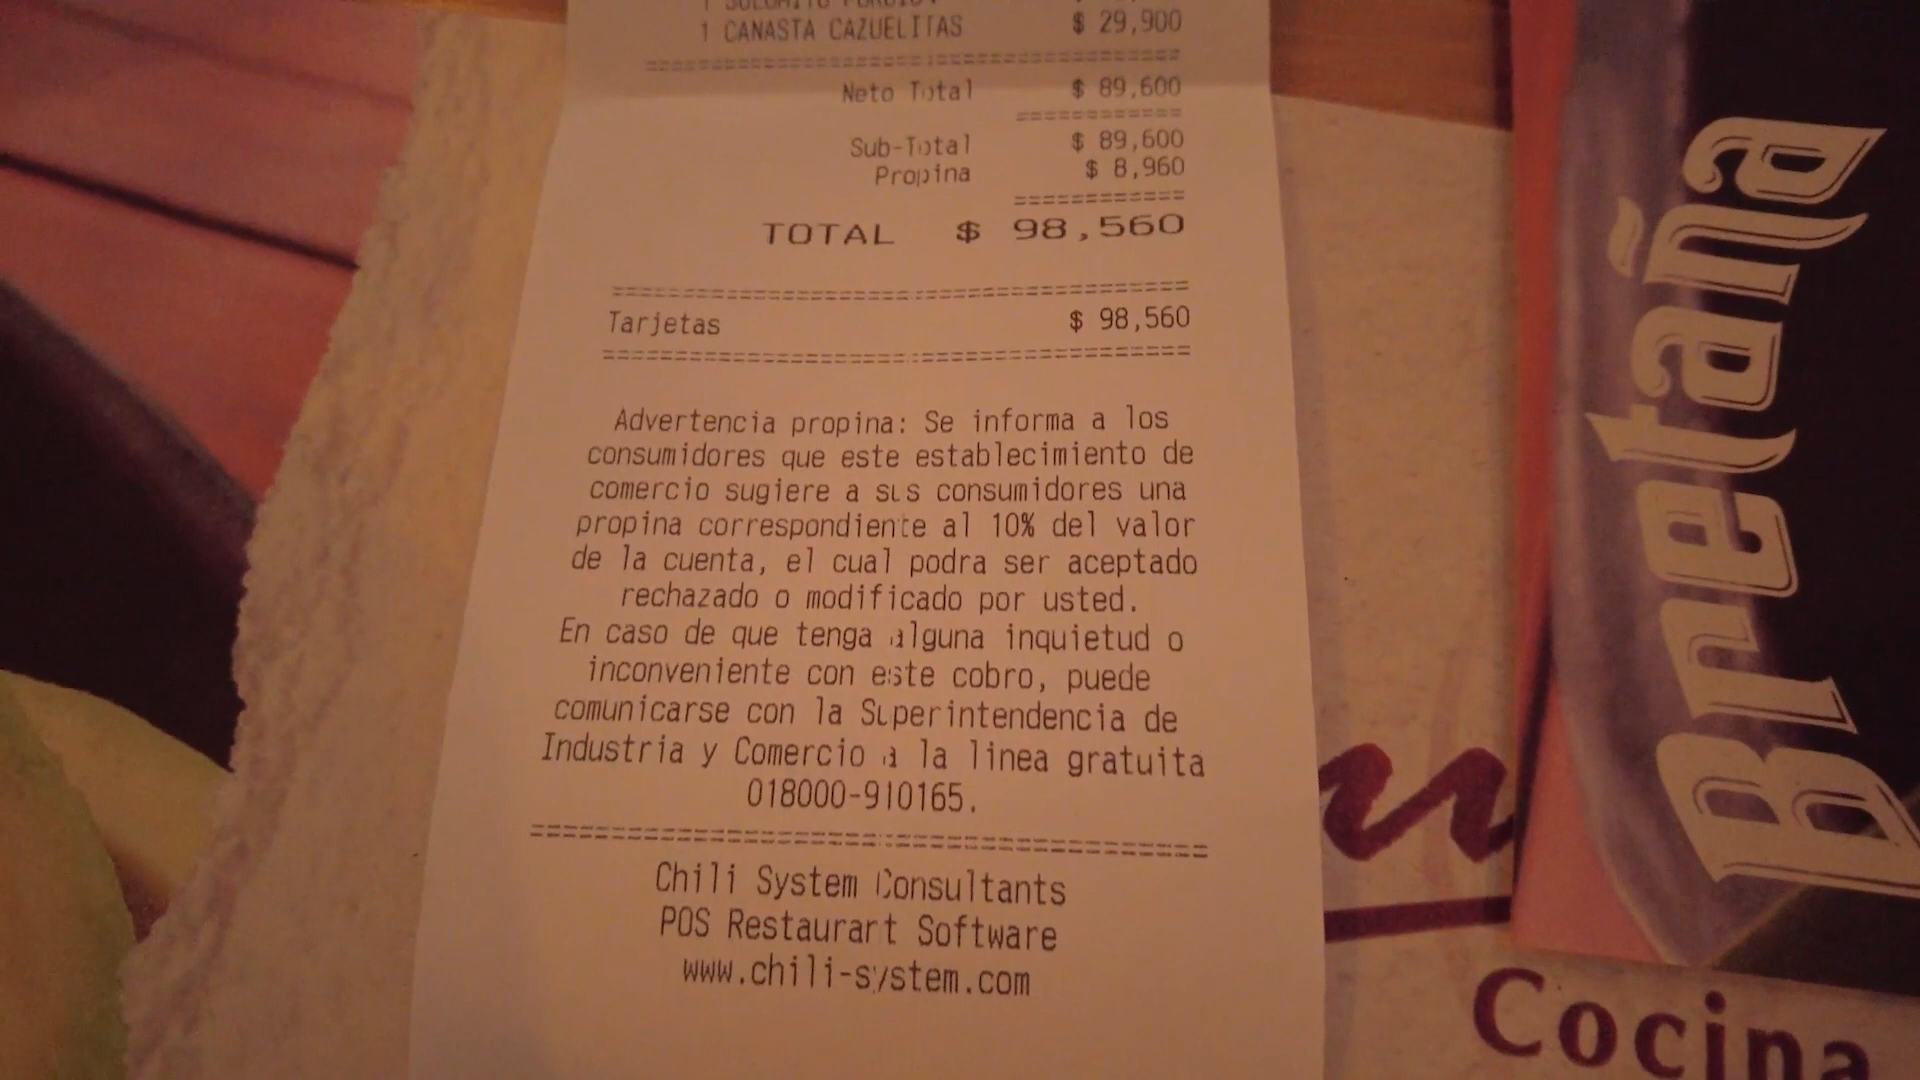 1 CANASTA CAZUELITAS $ 29,900
Neto Total $ 89,600
Sub-Total $ 89,600
Propina $ 8,960
TOTAL $ 98,560
Tarjetas $ 98,560
Advertencia propina: Se informa a los
consumidores que este establecimiento de
comercio sugiere a sus consumidores una
propina correspondiente al 10% del valor
de la cuenta, el cual podra ser aceptado
rechazado o modificado por usted.
En caso de que tenga alguna inquietud o
inconveniente con este cobro, puede
comunicarse con la Superintendencia de
Industria y Comercio a la linea gratuita
018000-910165.
Chili System Consultants
POS Restaurart Software
www.chili-system.com
Bretaña
Cocina